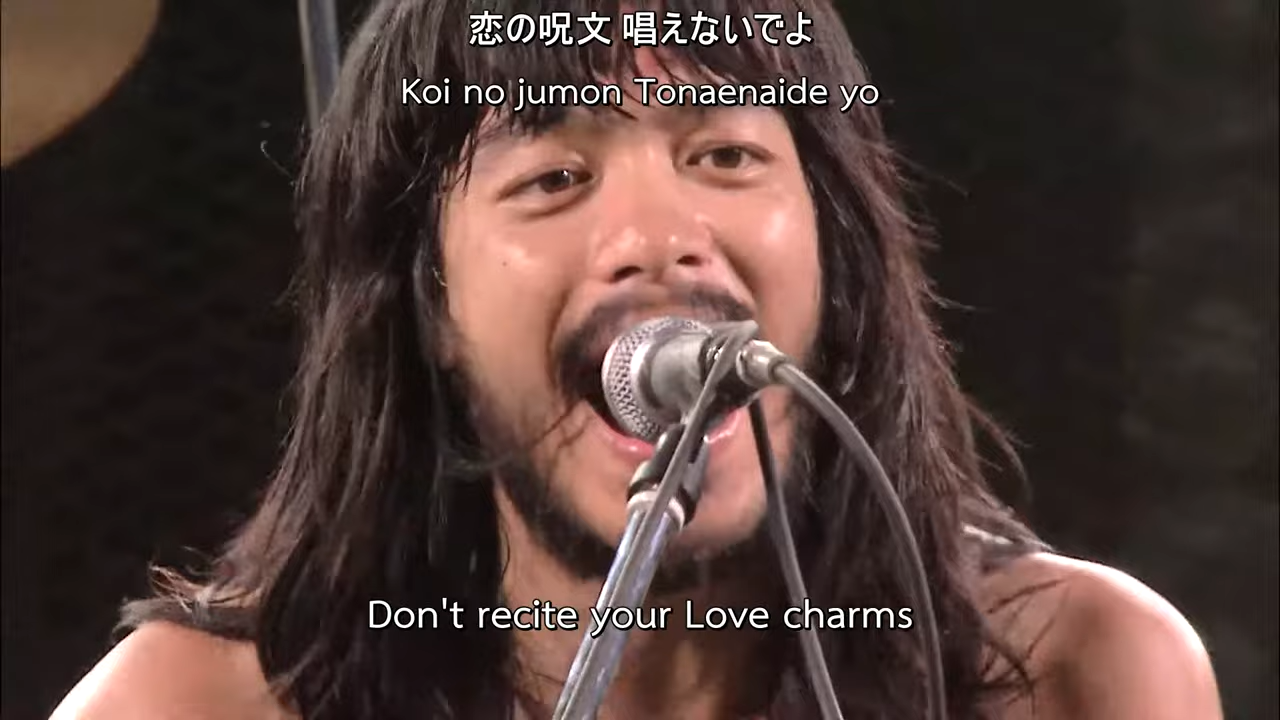 恋の呪文 唱えないでよ
Koi no jumon Tonaenaide yo
Don't recite your Love charms